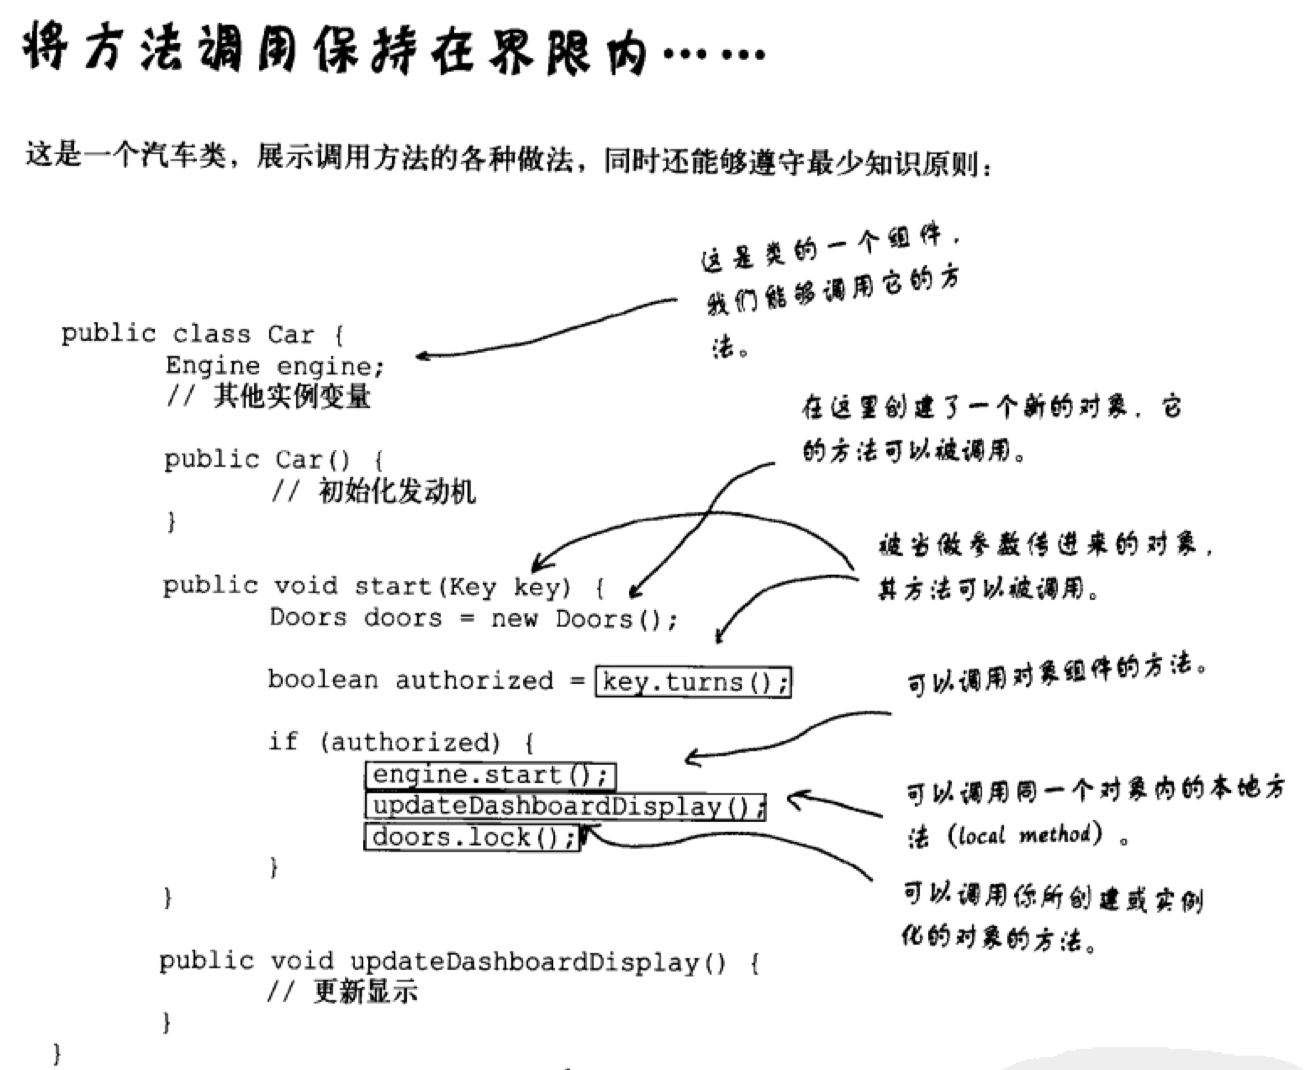 将方法调用保持在界限内……
这是一个汽车类，展示调用方法的各种做法，同时还能够遵守最少知识原则：
这是类的一个组件，
我们能够调用它的方
法。
public class Car {
Engine engine;
// 其他实例变量
在这里创建了一个新的对象，它
的方法可以被调用。
public Car() {
// 初始化发动机
}
被当做参数传进来的对象，
其方法可以被调用。
public void start(Key key) {
Doors doors = new Doors();
boolean authorized = key.turns();
可以调用对象组件的方法。
if (authorized) {
engine.start();
updateDashboardDisplay();
doors.lock();
}
}
可以调用同一个对象内的本地方
法（local method）。
可以调用你所创建或实例
化的对象的方法。
public void updateDashboardDisplay() {
// 更新显示
}
}